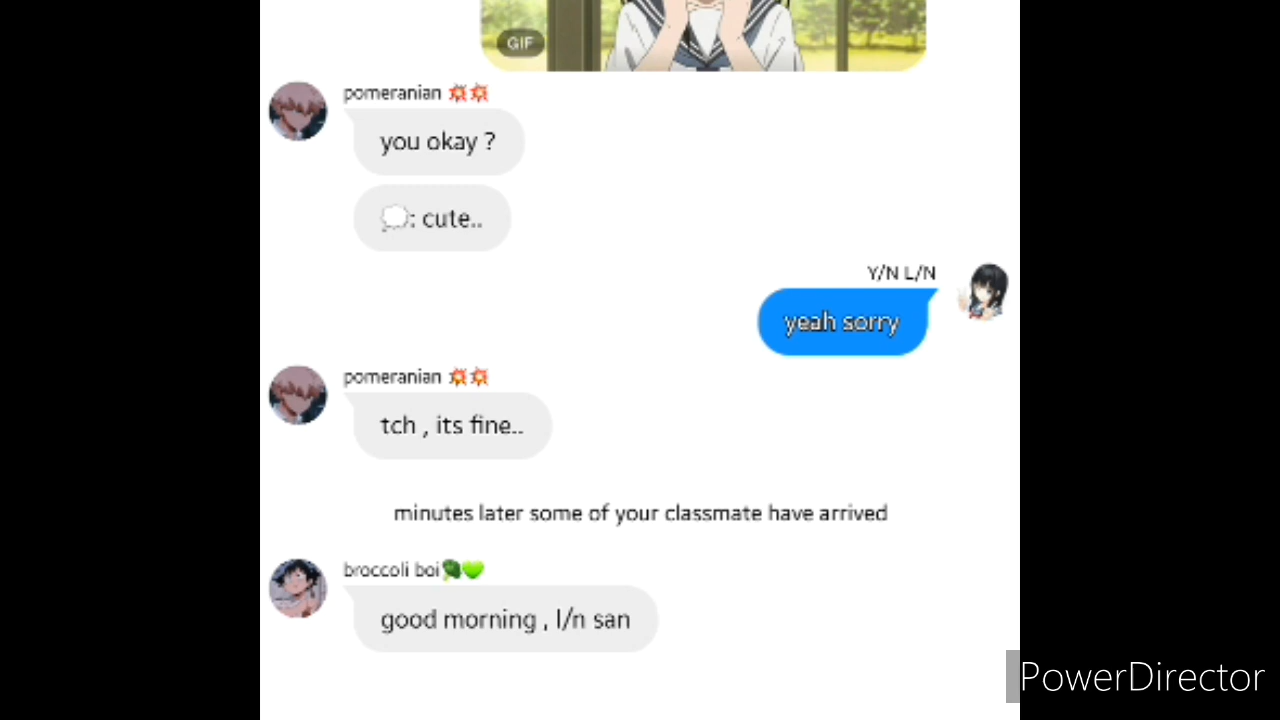 GIF
pomeranian 💥💥
you okay ?
💭: cute..
Y/N L/N
yeah sorry
pomeranian 💥💥
tch , its fine..
minutes later some of your classmate have arrived
broccoli boi🥦💚
good morning , l/n san
PowerDirector